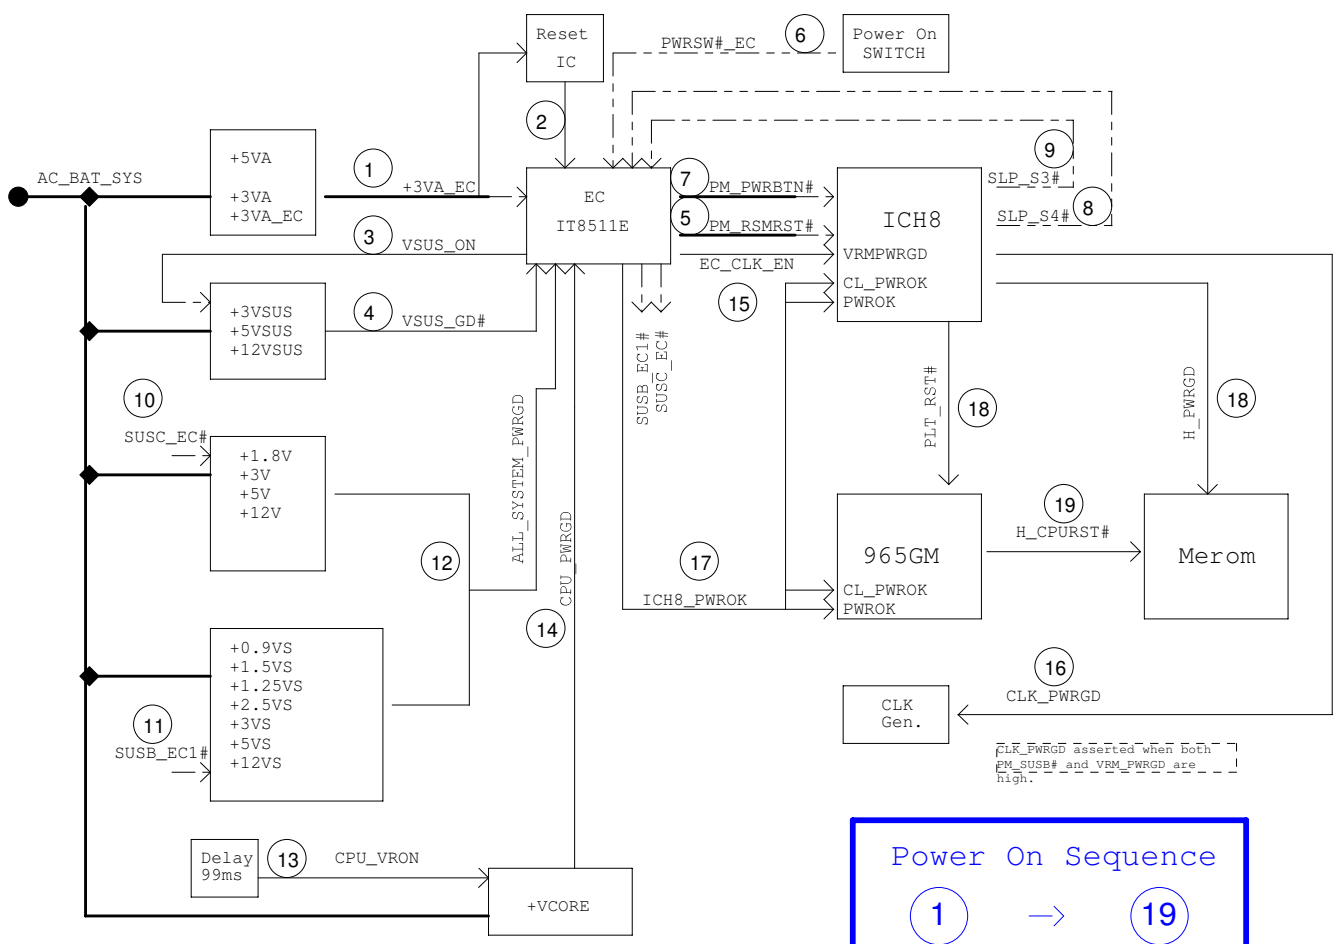 Reset
IC
2
PWRSW#_EC
6
Power On
SWITCH
AC_BAT_SYS
+5VA
+3VA
+3VA_EC
1
+3VA_EC
EC
IT8511E
7
PM_PWRBTN#
5
PM_RSMRST#
EC_CLK_EN
15
ICH8
VRMPWRGD
CL_PWROK
PWROK
9
SLP_S3#
SLP_S4#
8
3
VSUS_ON
+3VSUS
+5VSUS
+12VSUS
4
VSUS_GD#
SUSB_EC1#
SUSC_EC#
10
SUSC_EC#
+1.8V
+3V
+5V
+12V
ALL_SYSTEM_PWRGD
CPU_PWRGD
12
14
PLT_RST#
18
H_PWRGD
18
17
ICH8_PWROK
965GM
CL_PWROK
PWROK
19
H_CPURST#
Merom
11
SUSB_EC1#
+0.9VS
+1.5VS
+1.25VS
+2.5VS
+3VS
+5VS
+12VS
16
CLK_PWRGD
CLK
Gen.
CLK_PWRGD asserted when both
PM_SUSB# and VRM_PWRGD are
high.
Delay
99ms
13
CPU_VRON
+VCORE
Power On Sequence
1
19